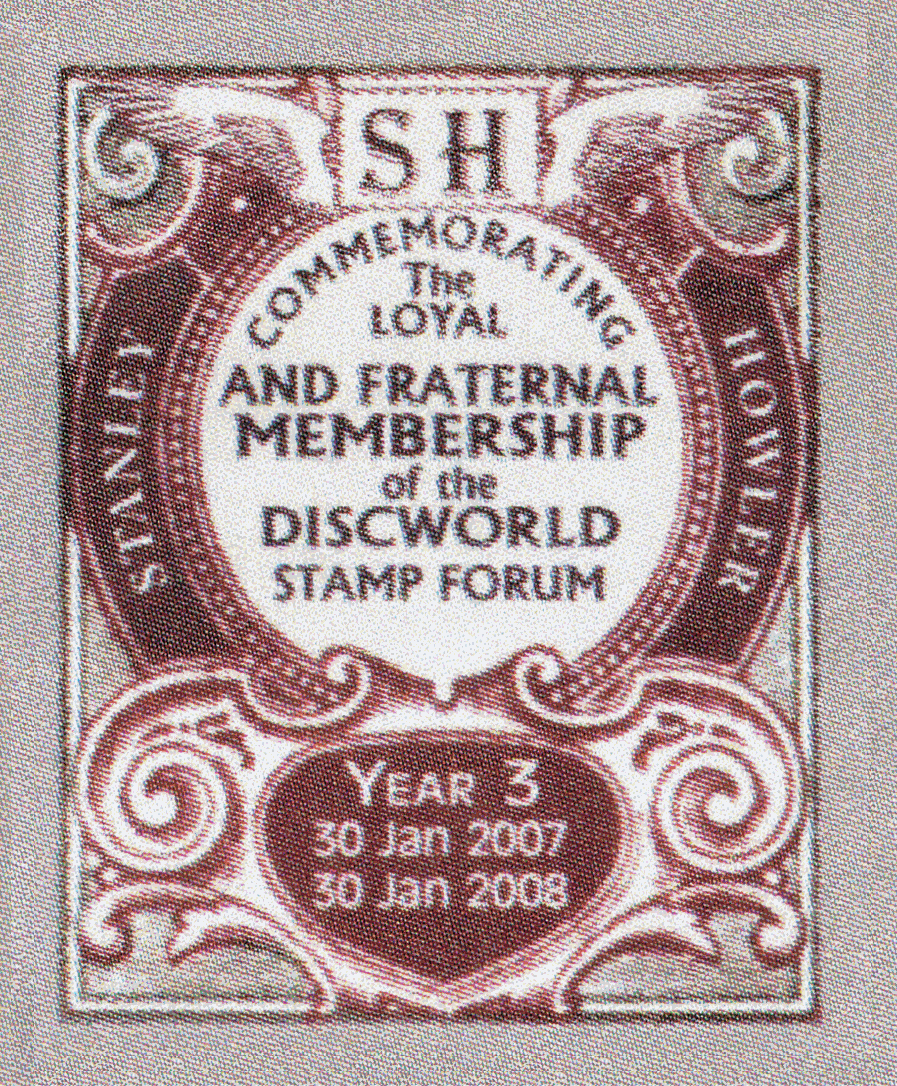 SH
COMMEMORATING
The
LOYAL
AND FRATERNAL
MEMBERSHIP
of the
DISCWORLD
STAMP FORUM
STANLEY
HOWLER
YEAR 3
30 Jan 2007
30 Jan 2008